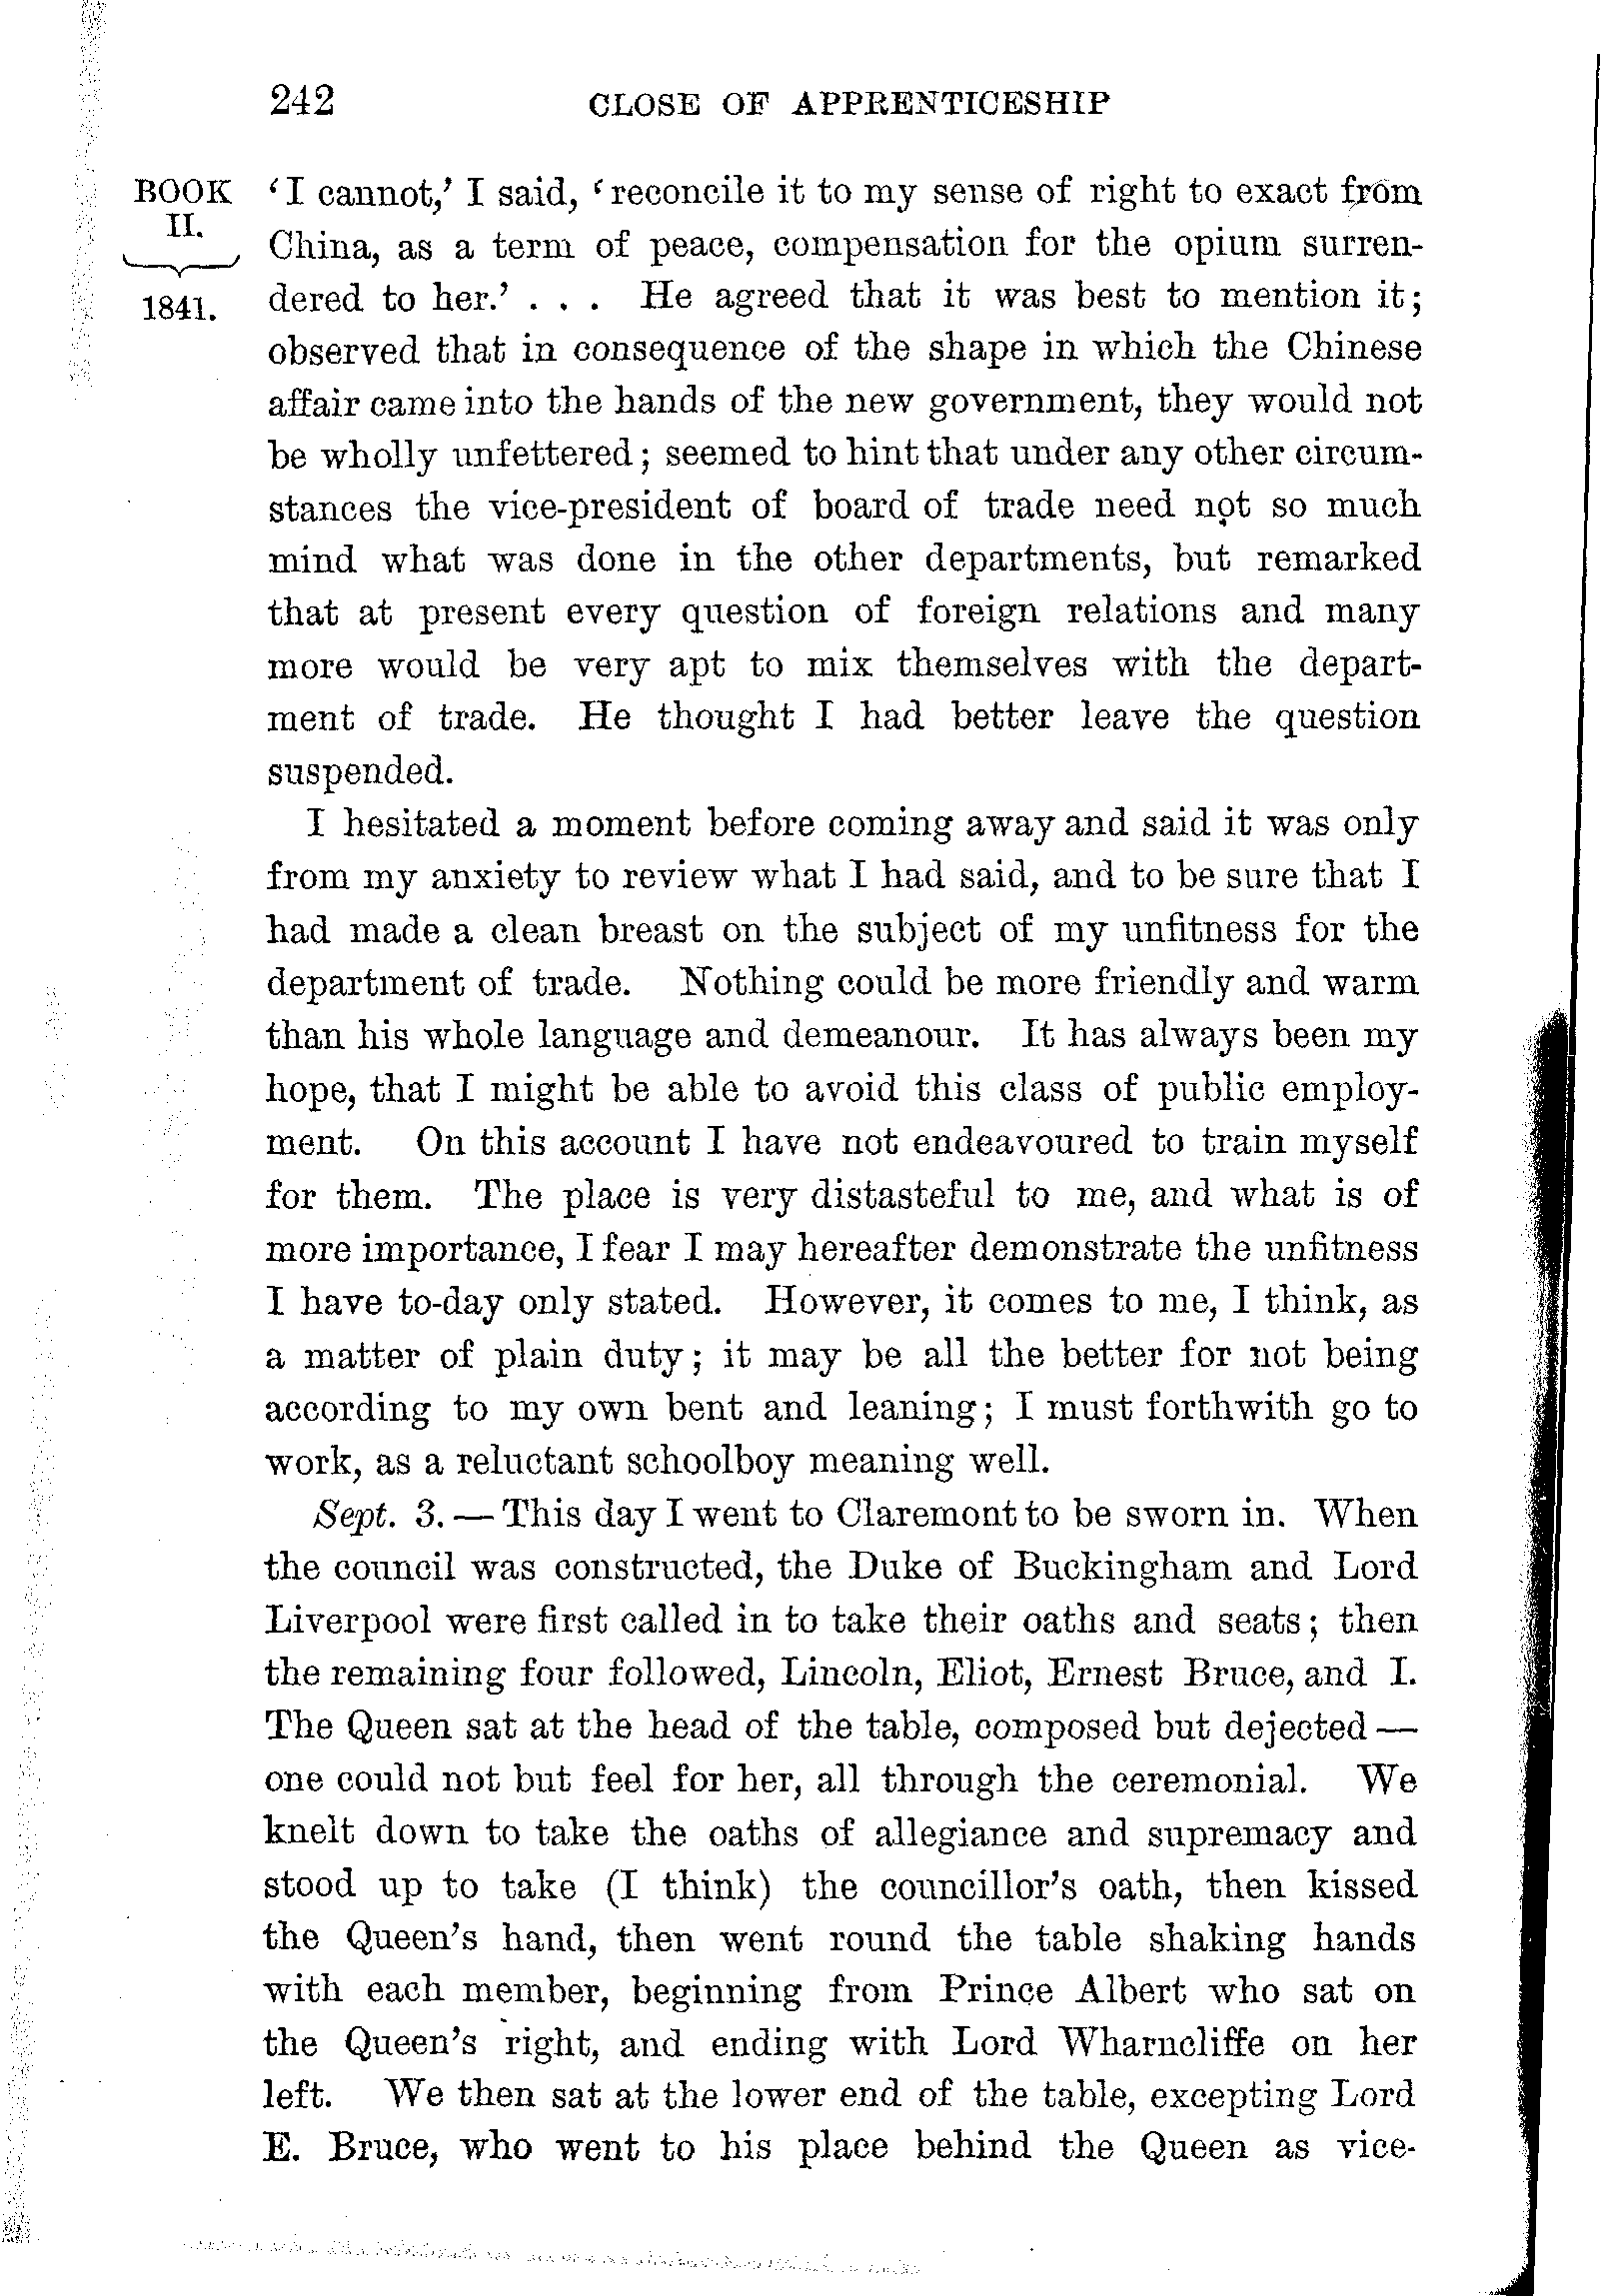 242 CLOSE OF APPRENTICESHIP
BOOK
II.
1841.
‘I cannot,’ I said, ‘reconcile it to my sense of right to exact from
China, as a term of peace, compensation for the opium surren-
dered to her.’ . . . He agreed that it was best to mention it;
observed that in consequence of the shape in which the Chinese
affair came into the hands of the new government, they would not
be wholly unfettered; seemed to hint that under any other circum-
stances the vice-president of board of trade need not so much
mind what was done in the other departments, but remarked
that at present every question of foreign relations and many
more would be very apt to mix themselves with the depart-
ment of trade. He thought I had better leave the question
suspended.
I hesitated a moment before coming away and said it was only
from my anxiety to review what I had said, and to be sure that I
had made a clean breast on the subject of my unfitness for the
department of trade. Nothing could be more friendly and warm
than his whole language and demeanour. It has always been my
hope, that I might be able to avoid this class of public employ-
ment. On this account I have not endeavoured to train myself
for them. The place is very distasteful to me, and what is of
more importance, I fear I may hereafter demonstrate the unfitness
I have to-day only stated. However, it comes to me, I think, as
a matter of plain duty; it may be all the better for not being
according to my own bent and leaning; I must forthwith go to
work, as a reluctant schoolboy meaning well.
Sept. 3.—This day I went to Claremont to be sworn in. When
the council was constructed, the Duke of Buckingham and Lord
Liverpool were first called in to take their oaths and seats; then
the remaining four followed, Lincoln, Eliot, Ernest Bruce, and I.
The Queen sat at the head of the table, composed but dejected—
one could not but feel for her, all through the ceremonial. We
knelt down to take the oaths of allegiance and supremacy and
stood up to take (I think) the councillor’s oath, then kissed
the Queen’s hand, then went round the table shaking hands
with each member, beginning from Prince Albert who sat on
the Queen’s right, and ending with Lord Wharncliffe on her
left. We then sat at the lower end of the table, excepting Lord
E. Bruce, who went to his place behind the Queen as vice-